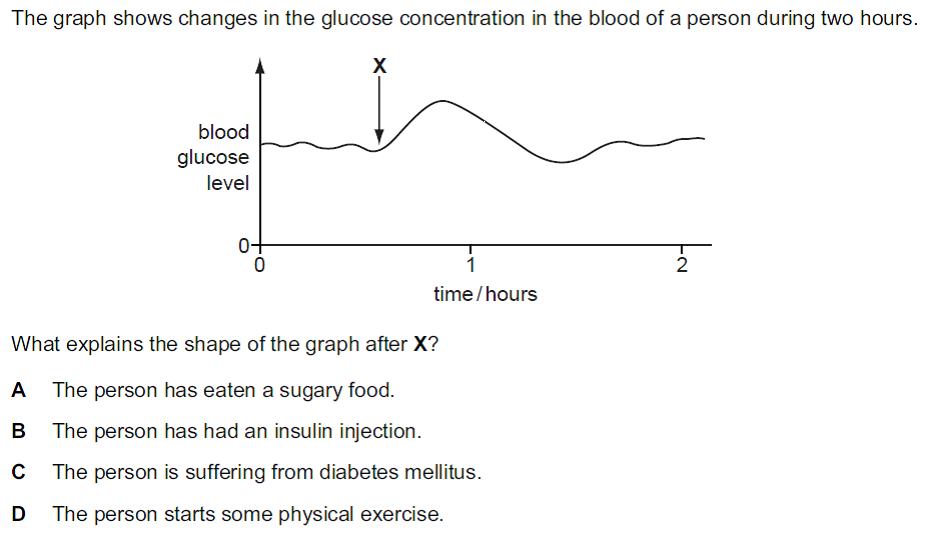 The graph shows changes in the glucose concentration in the blood of a person during two hours.
X
blood
glucose
level
0
0 1 2
time/hours
What explains the shape of the graph after X?
A The person has eaten a sugary food.
B The person has had an insulin injection.
C The person is suffering from diabetes mellitus.
D The person starts some physical exercise.